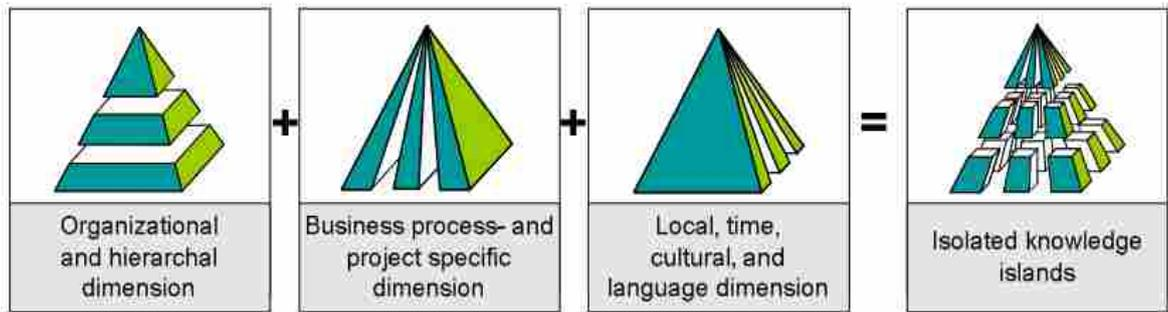 Organizational
and hierarchal
dimension
+
Business process- and
project specific
dimension
+
Local, time,
cultural, and
language dimension
=
Isolated knowledge
islands